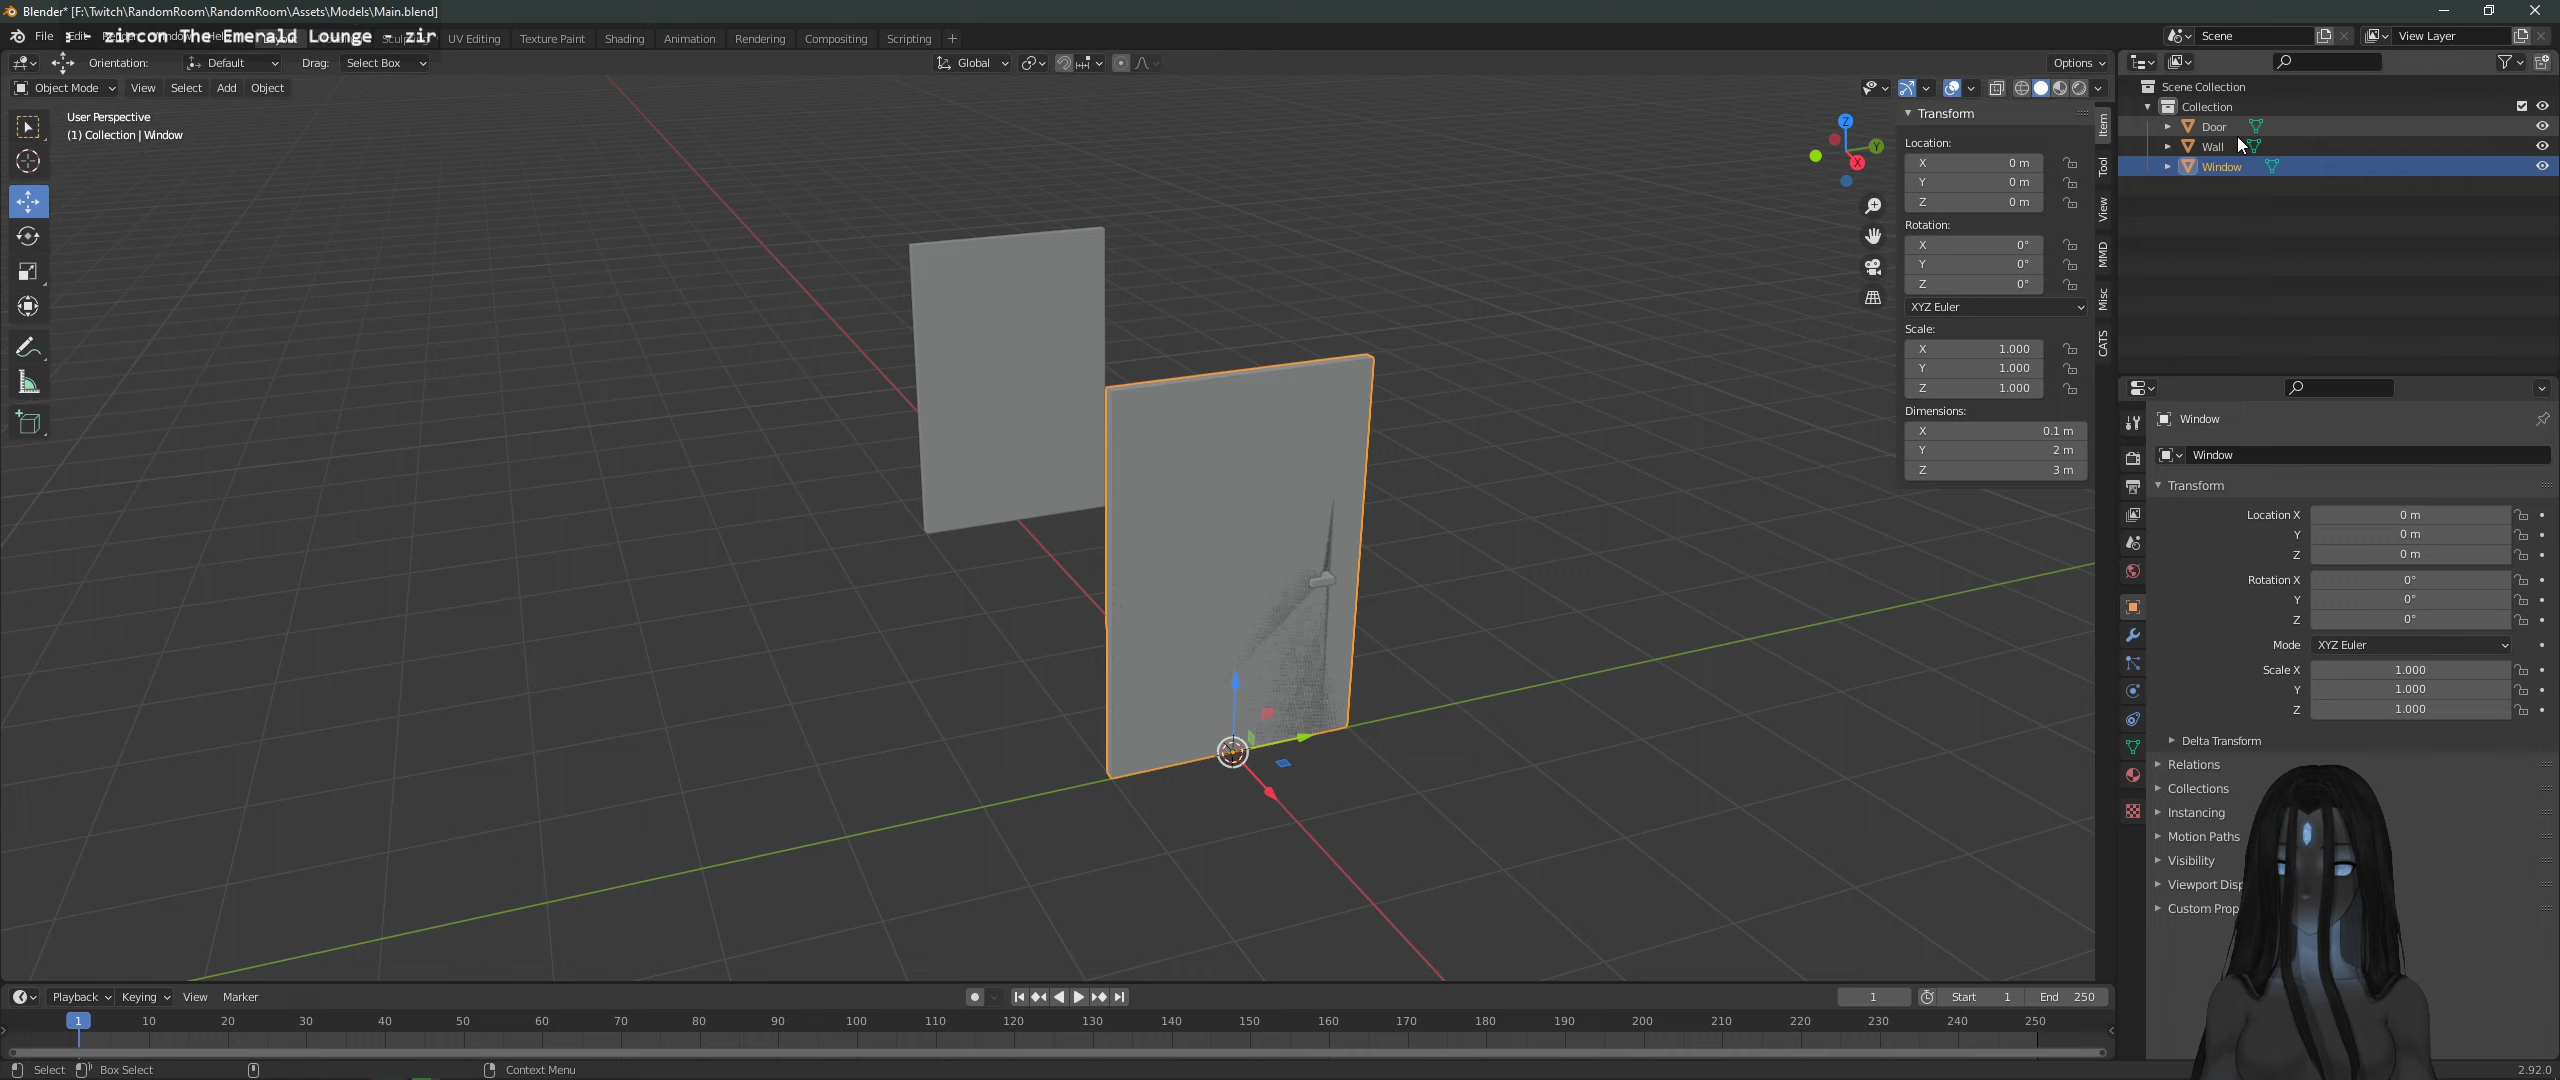 Blender* [F:\Twitch\RandomRoom\RandomRoom\Assets\Models\Main.blend]
File
zircon The Emerald Lounge - zir
UV Editing
Texture Paint
Shading
Animation
Rendering
Compositing
Scripting
Scene
View Layer
Orientation:
Default
Drag:
Select Box
Global
Options
Object Mode
View
Select
Add
Object
User Perspective
(1) Collection | Window
Z
Y
X
Transform
Location:
X 0 m
Y 0 m
Z 0 m
Rotation:
X 0°
Y 0°
Z 0°
XYZ Euler
Scale:
X 1.000
Y 1.000
Z 1.000
Dimensions:
X 0.1 m
Y 2 m
Z 3 m
Item
Tool
View
MMD
Misc
CATS
Scene Collection
Collection
Door
Wall
Window
Window
Window
Transform
Location X 0 m
Y 0 m
Z 0 m
Rotation X 0°
Y 0°
Z 0°
Mode XYZ Euler
Scale X 1.000
Y 1.000
Z 1.000
Delta Transform
Relations
Collections
Instancing
Motion Paths
Visibility
Viewport Disp
Custom Prop
Playback
Keying
View
Marker
1
Start 1
End 250
1 10 20 30 40 50 60 70 80 90 100 110 120 130 140 150 160 170 180 190 200 210 220 230 240 250
Select
Box Select
Context Menu
2.92.0